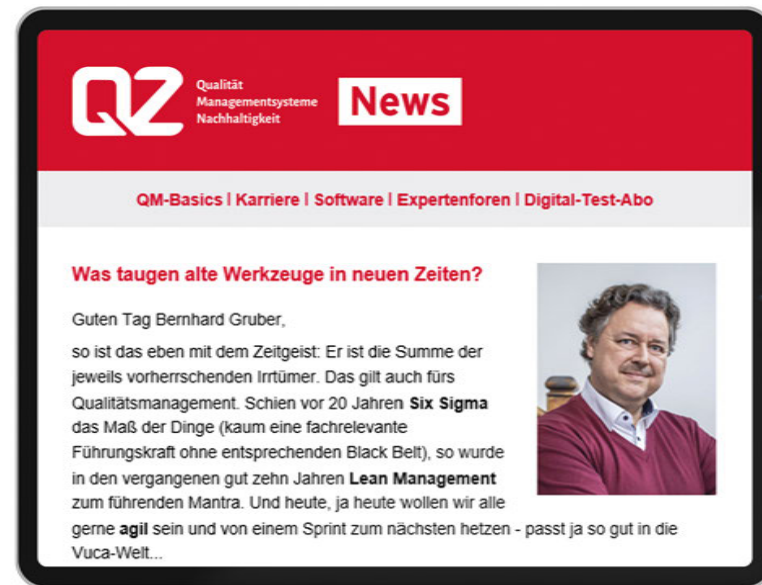 QZ
Qualität
Managementsysteme
Nachhaltigkeit
News
QM-Basics | Karriere | Software | Expertenforen | Digital-Test-Abo
Was taugen alte Werkzeuge in neuen Zeiten?
Guten Tag Bernhard Gruber,
so ist das eben mit dem Zeitgeist: Er ist die Summe der
jeweils vorherrschenden Irrtümer. Das gilt auch fürs
Qualitätsmanagement. Schien vor 20 Jahren Six Sigma
das Maß der Dinge (kaum eine fachrelevante
Führungskraft ohne entsprechenden Black Belt), so wurde
in den vergangenen gut zehn Jahren Lean Management
zum führenden Mantra. Und heute, ja heute wollen wir alle
gerne agil sein und von einem Sprint zum nächsten hetzen - passt ja so gut in die
Vuca-Welt...